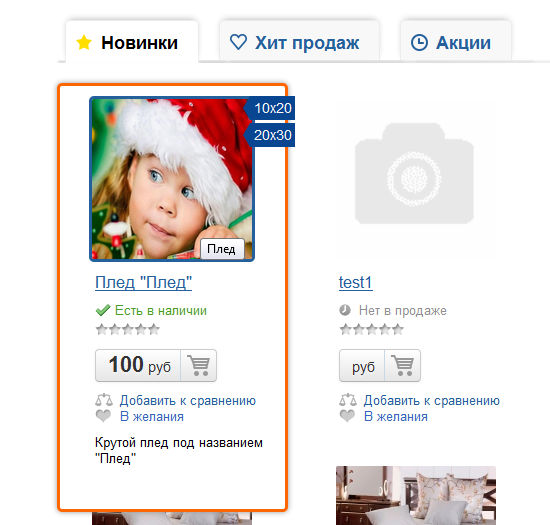 Новинки
Хит продаж
Акции
10x20
20x30
Плед
Плед "Плед"
Есть в наличии
100 руб
Добавить к сравнению
В желания
Крутой плед под названием
"Плед"
test1
Нет в продаже
руб
Добавить к сравнению
В желания